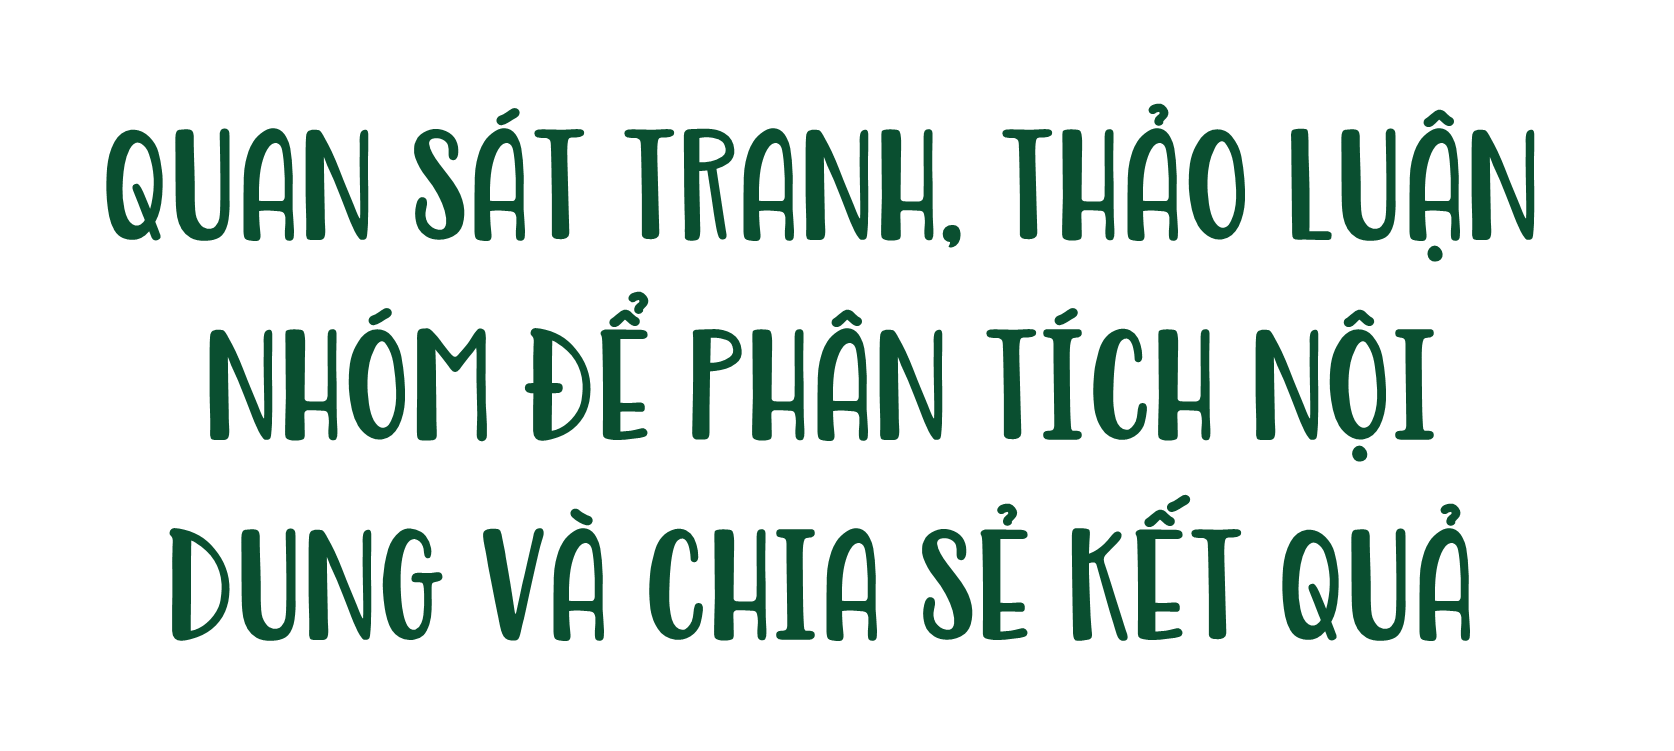 QUAN SÁT TRANH, THẢO LUẬN
NHÓM ĐỂ PHÂN TÍCH NỘI
DUNG VÀ CHIA SẺ KẾT QUẢ